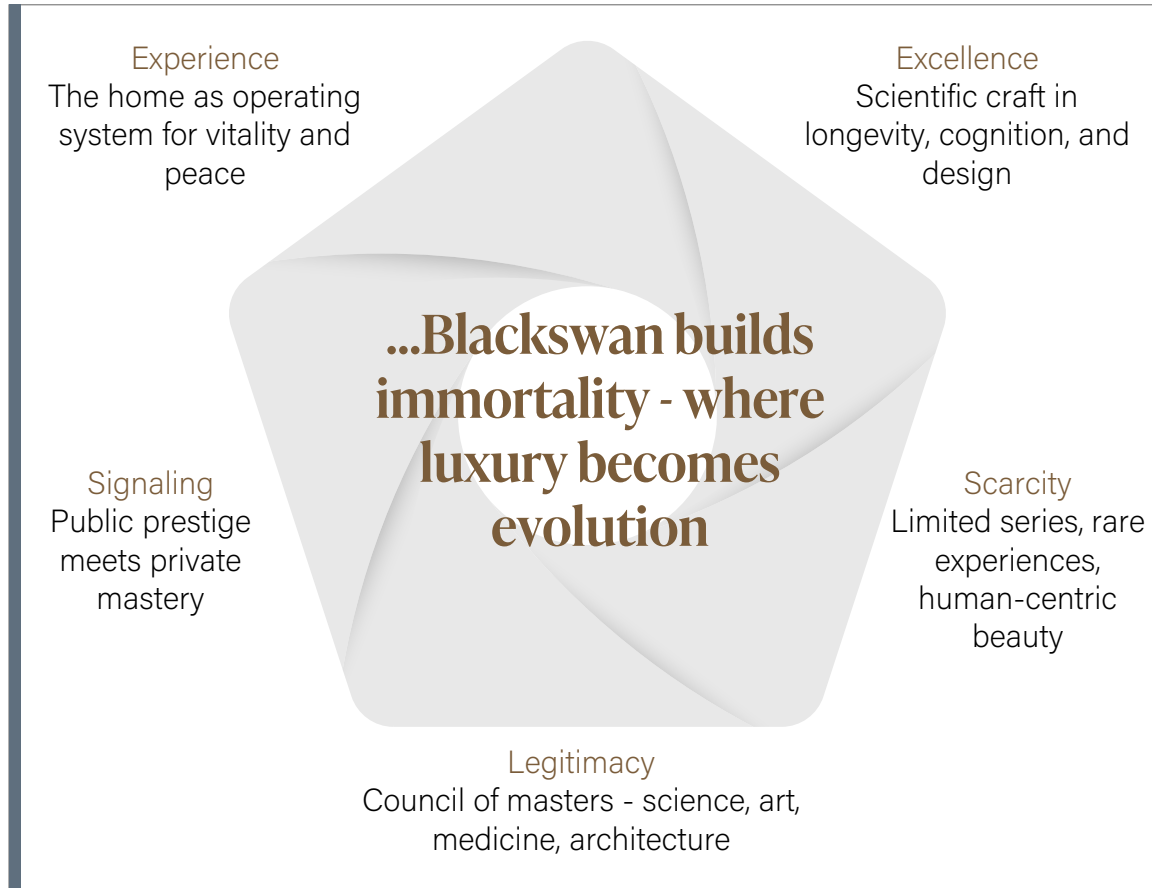 Experience
The home as operating
system for vitality and
peace
Excellence
Scientific craft in
longevity, cognition, and
design
...Blackswan builds
immortality - where
luxury becomes
evolution
Signaling
Public prestige
meets private
mastery
Scarcity
Limited series, rare
experiences,
human-centric
beauty
Legitimacy
Council of masters - science, art,
medicine, architecture